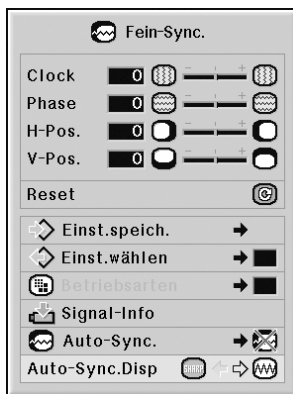 Fein-Sync.
Clock 0 - +
Phase 0 - +
H-Pos. 0 - +
V-Pos. 0 - +
Reset
Einst.speich.
Einst.wählen
Betriebsarten
Signal-Info
Auto-Sync.
Auto-Sync.Disp SHARP